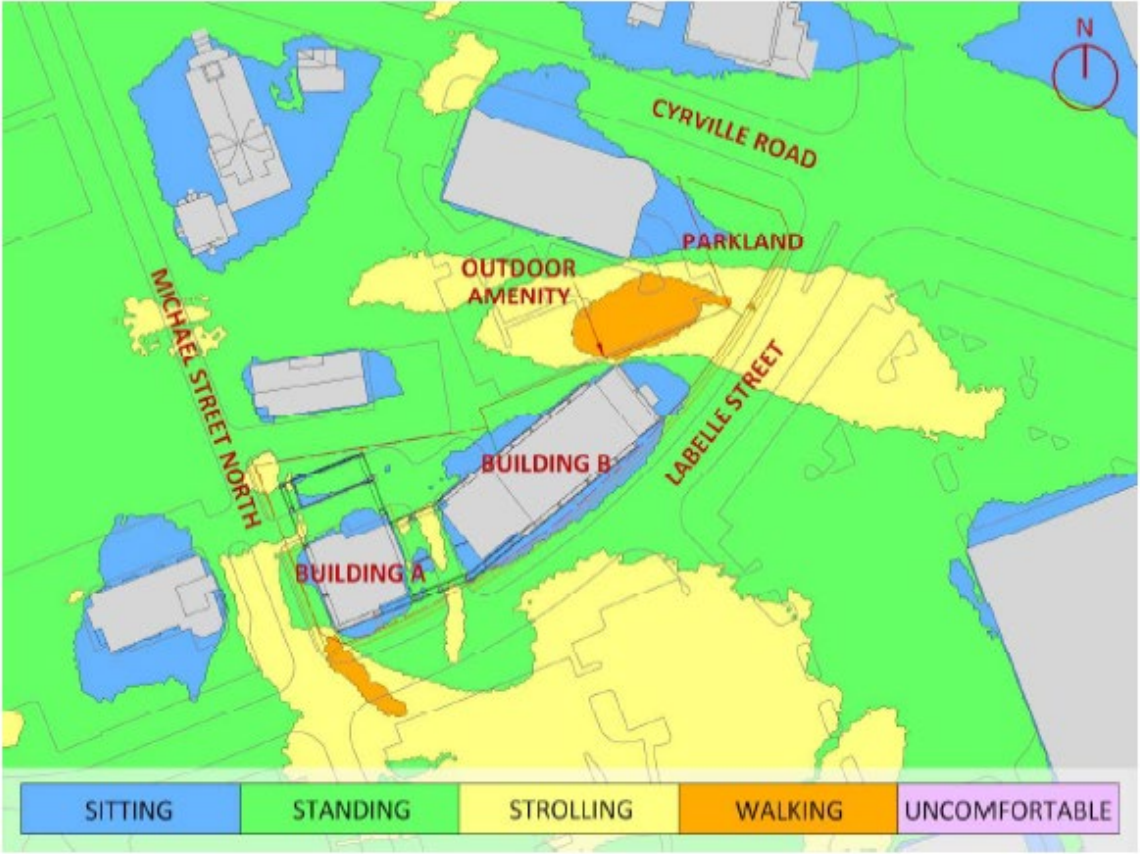 N
CYRVILLE ROAD
PARKLAND
OUTDOOR
AMENITY
MICHAEL STREET NORTH
LABELLE STREET
BUILDING B
BUILDING A
SITTING
STANDING
STROLLING
WALKING
UNCOMFORTABLE